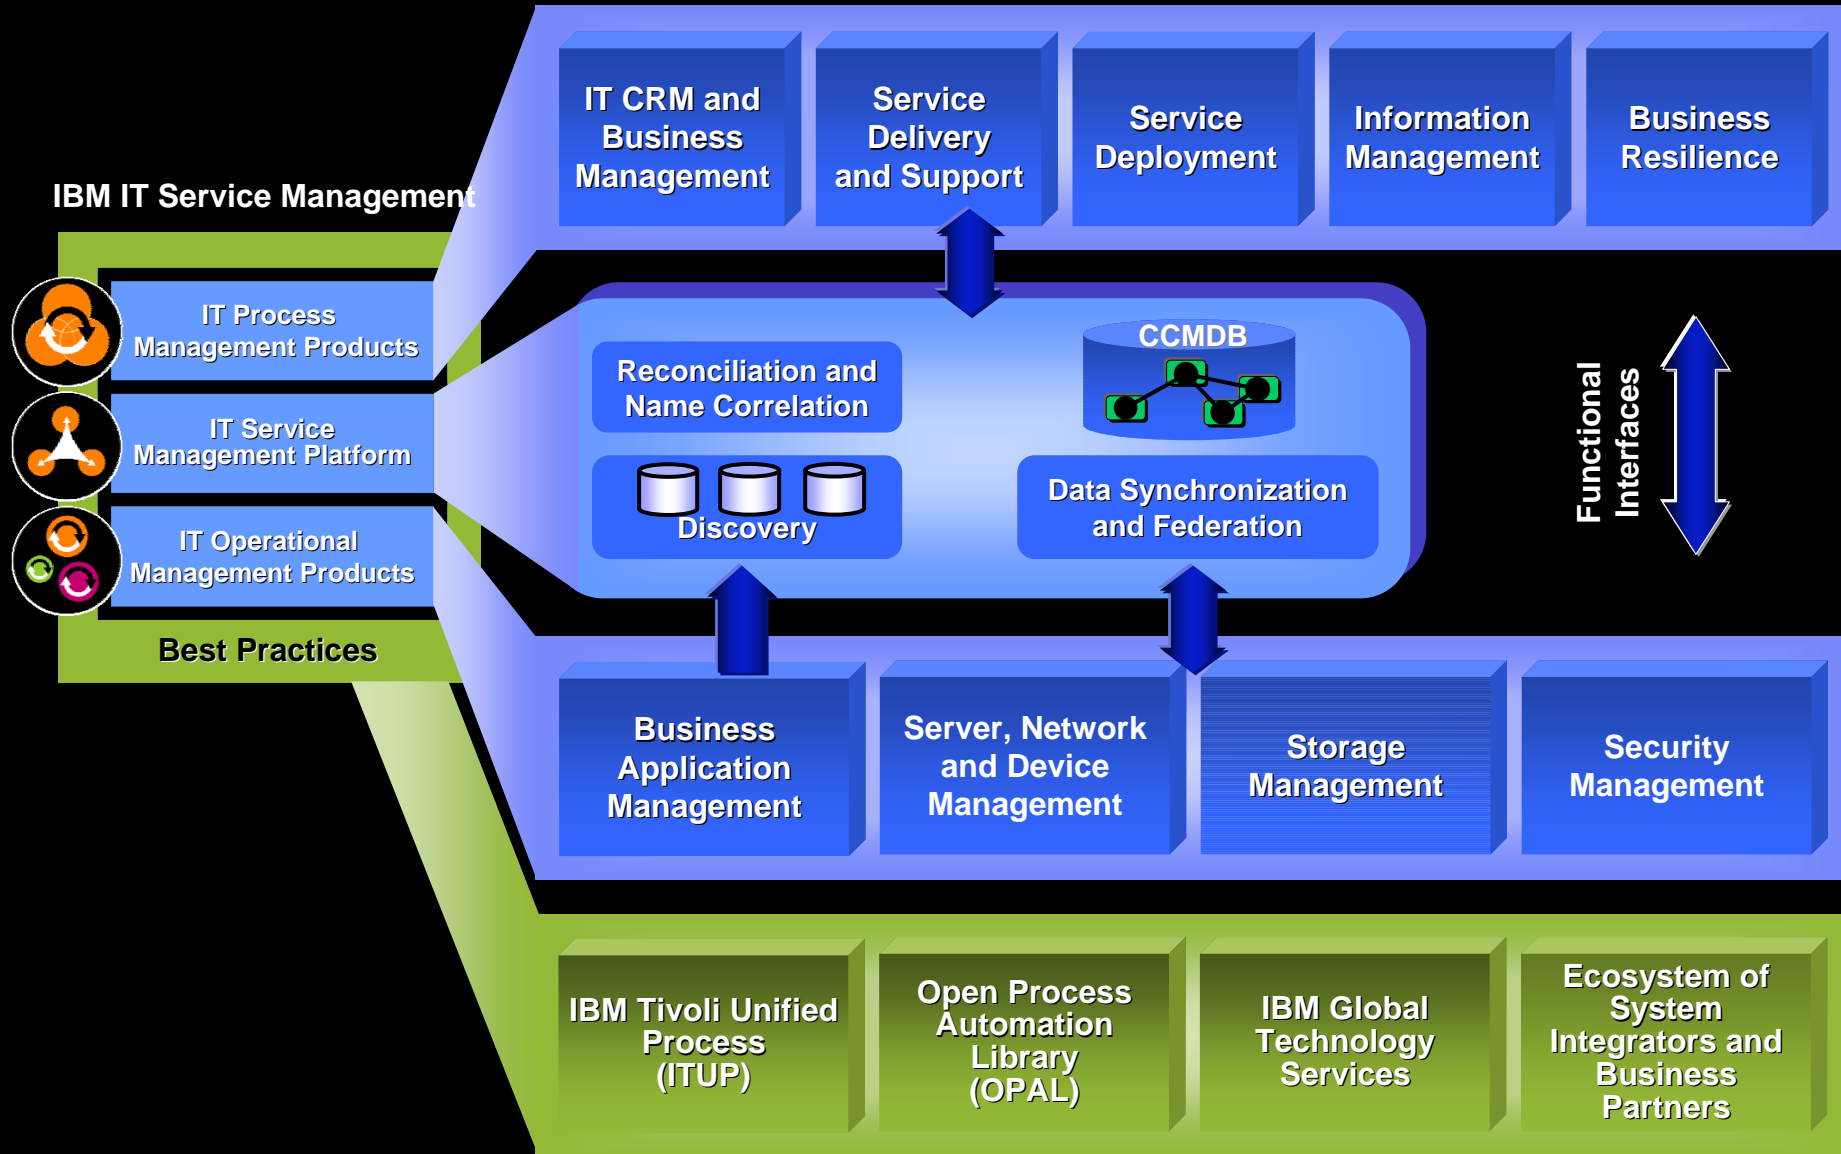 IBM IT Service Management
IT Process
Management Products
IT Service
Management Platform
IT Operational
Management Products
Best Practices
IT CRM and
Business
Management
Service
Delivery
and Support
Service
Deployment
Information
Management
Business
Resilience
Reconciliation and
Name Correlation
CCMDB
Discovery
Data Synchronization
and Federation
Functional
Interfaces
Business
Application
Management
Server, Network
and Device
Management
Storage
Management
Security
Management
IBM Tivoli Unified
Process
(ITUP)
Open Process
Automation
Library
(OPAL)
IBM Global
Technology
Services
Ecosystem of
System
Integrators and
Business
Partners